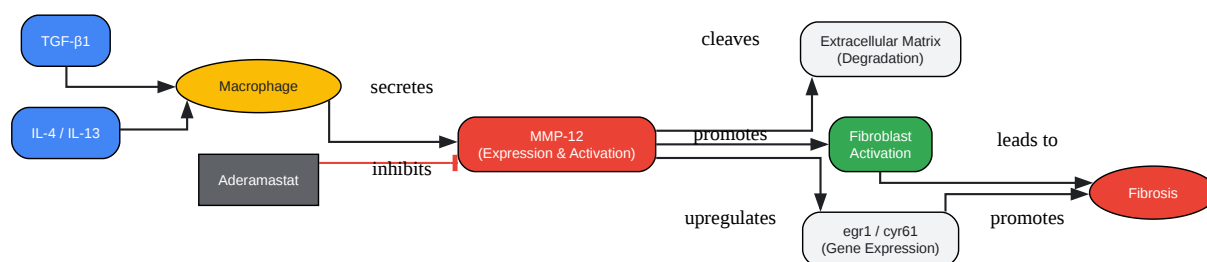 TGF-β1
IL-4 / IL-13
Macrophage
secretes
Aderamastat
inhibits
MMP-12
(Expression & Activation)
cleaves
Extracellular Matrix
(Degradation)
promotes
Fibroblast
Activation
upregulates
egr1 / cyr61
(Gene Expression)
leads to
promotes
Fibrosis